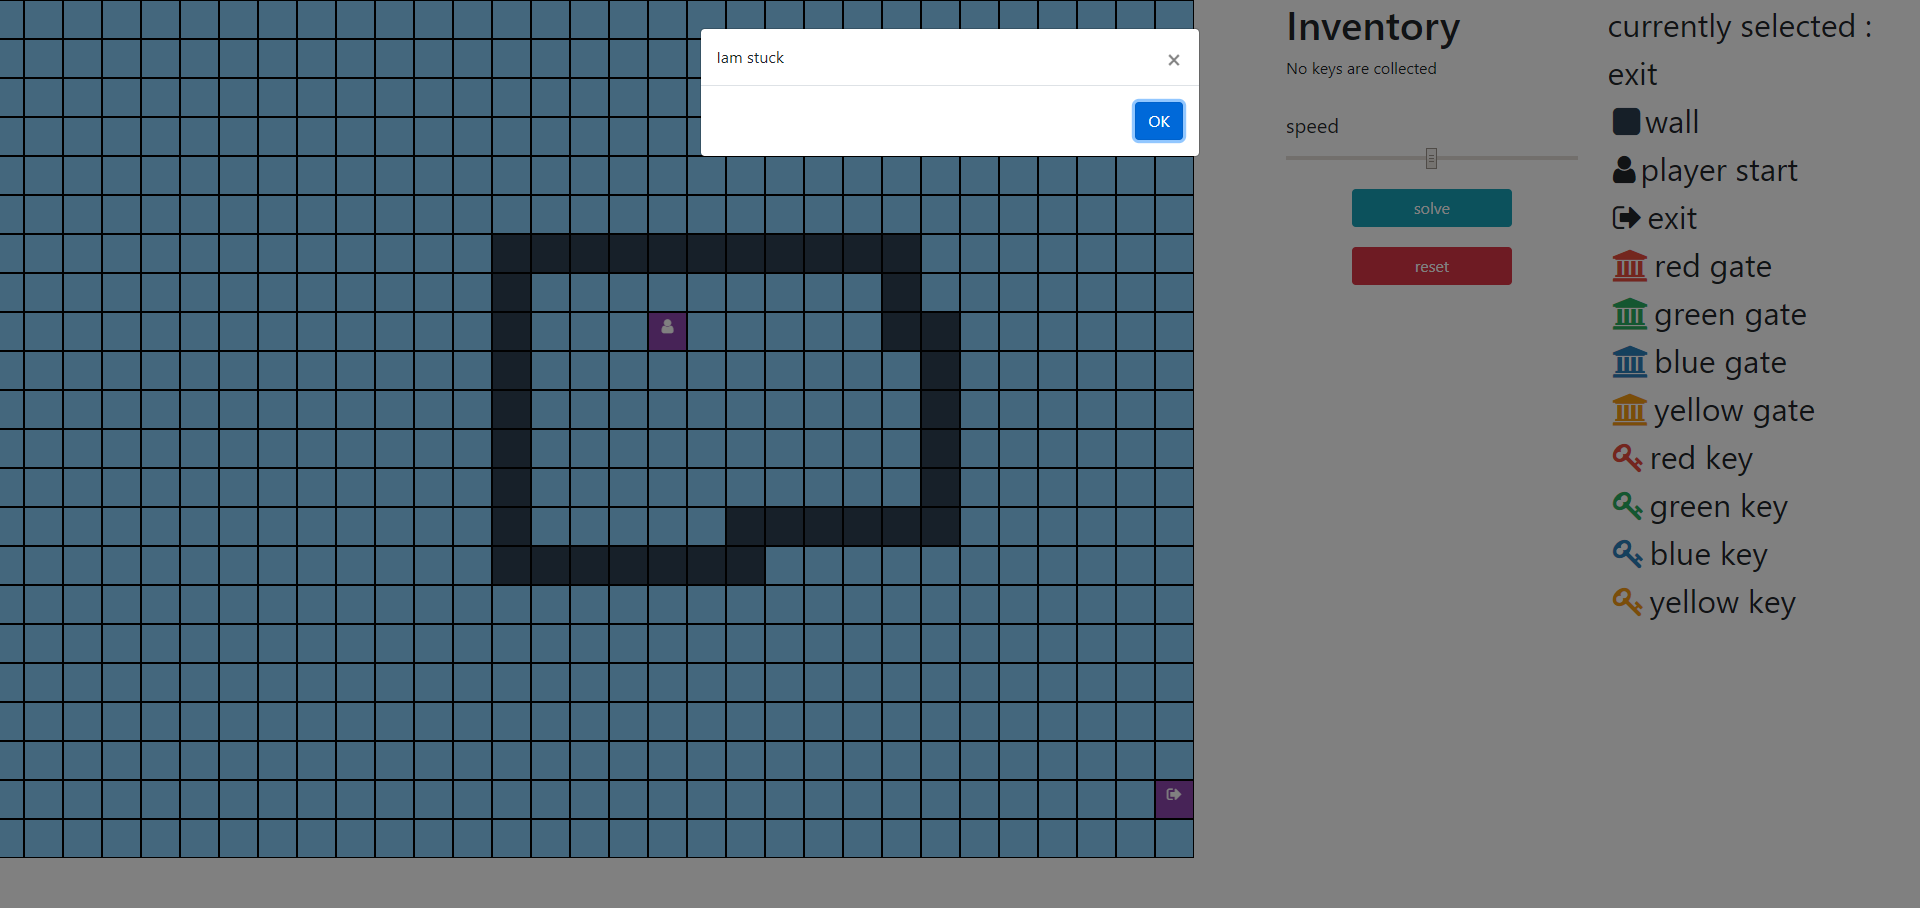 Iam stuck
×
OK
Inventory
No keys are collected
speed
solve
reset
currently selected :
exit
wall
player start
exit
red gate
green gate
blue gate
yellow gate
red key
green key
blue key
yellow key